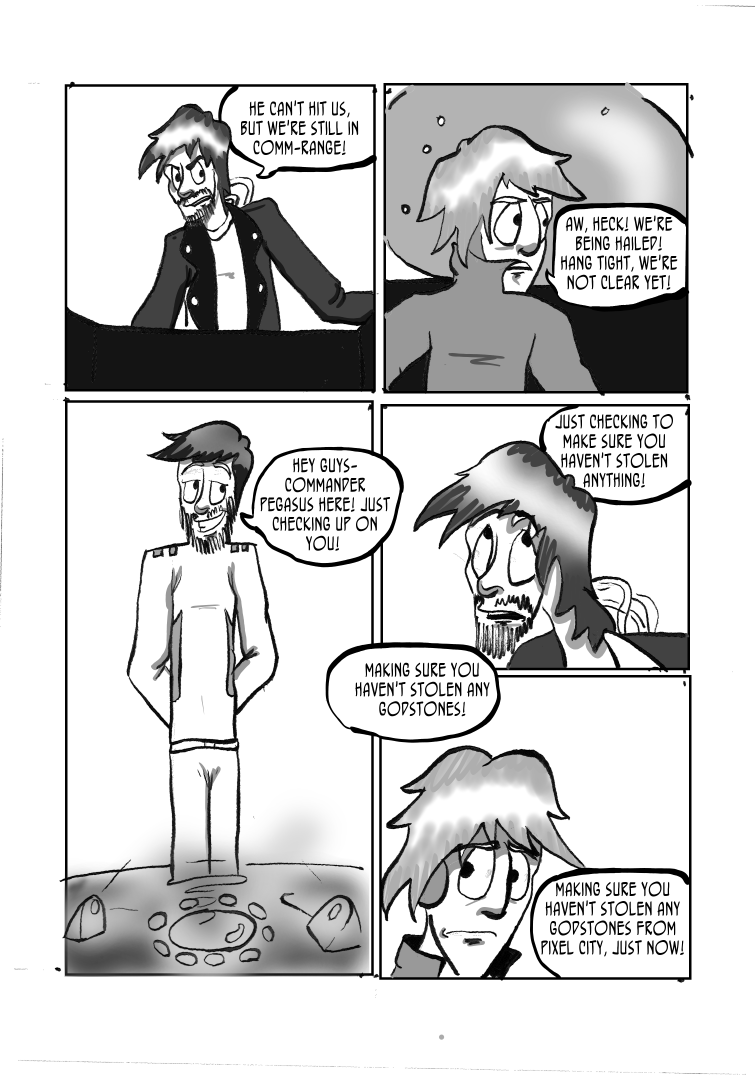 HE CAN'T HIT US,
BUT WE'RE STILL IN
COMM-RANGE!
AW, HECK! WE'RE
BEING HAILED!
HANG TIGHT, WE'RE
NOT CLEAR YET!
HEY GUYS-
COMMANDER
PEGASUS HERE! JUST
CHECKING UP ON
YOU!
JUST CHECKING TO
MAKE SURE YOU
HAVEN'T STOLEN
ANYTHING!
MAKING SURE YOU
HAVEN'T STOLEN ANY
GODSTONES!
MAKING SURE YOU
HAVEN'T STOLEN ANY
GODSTONES FROM
PIXEL CITY, JUST NOW!